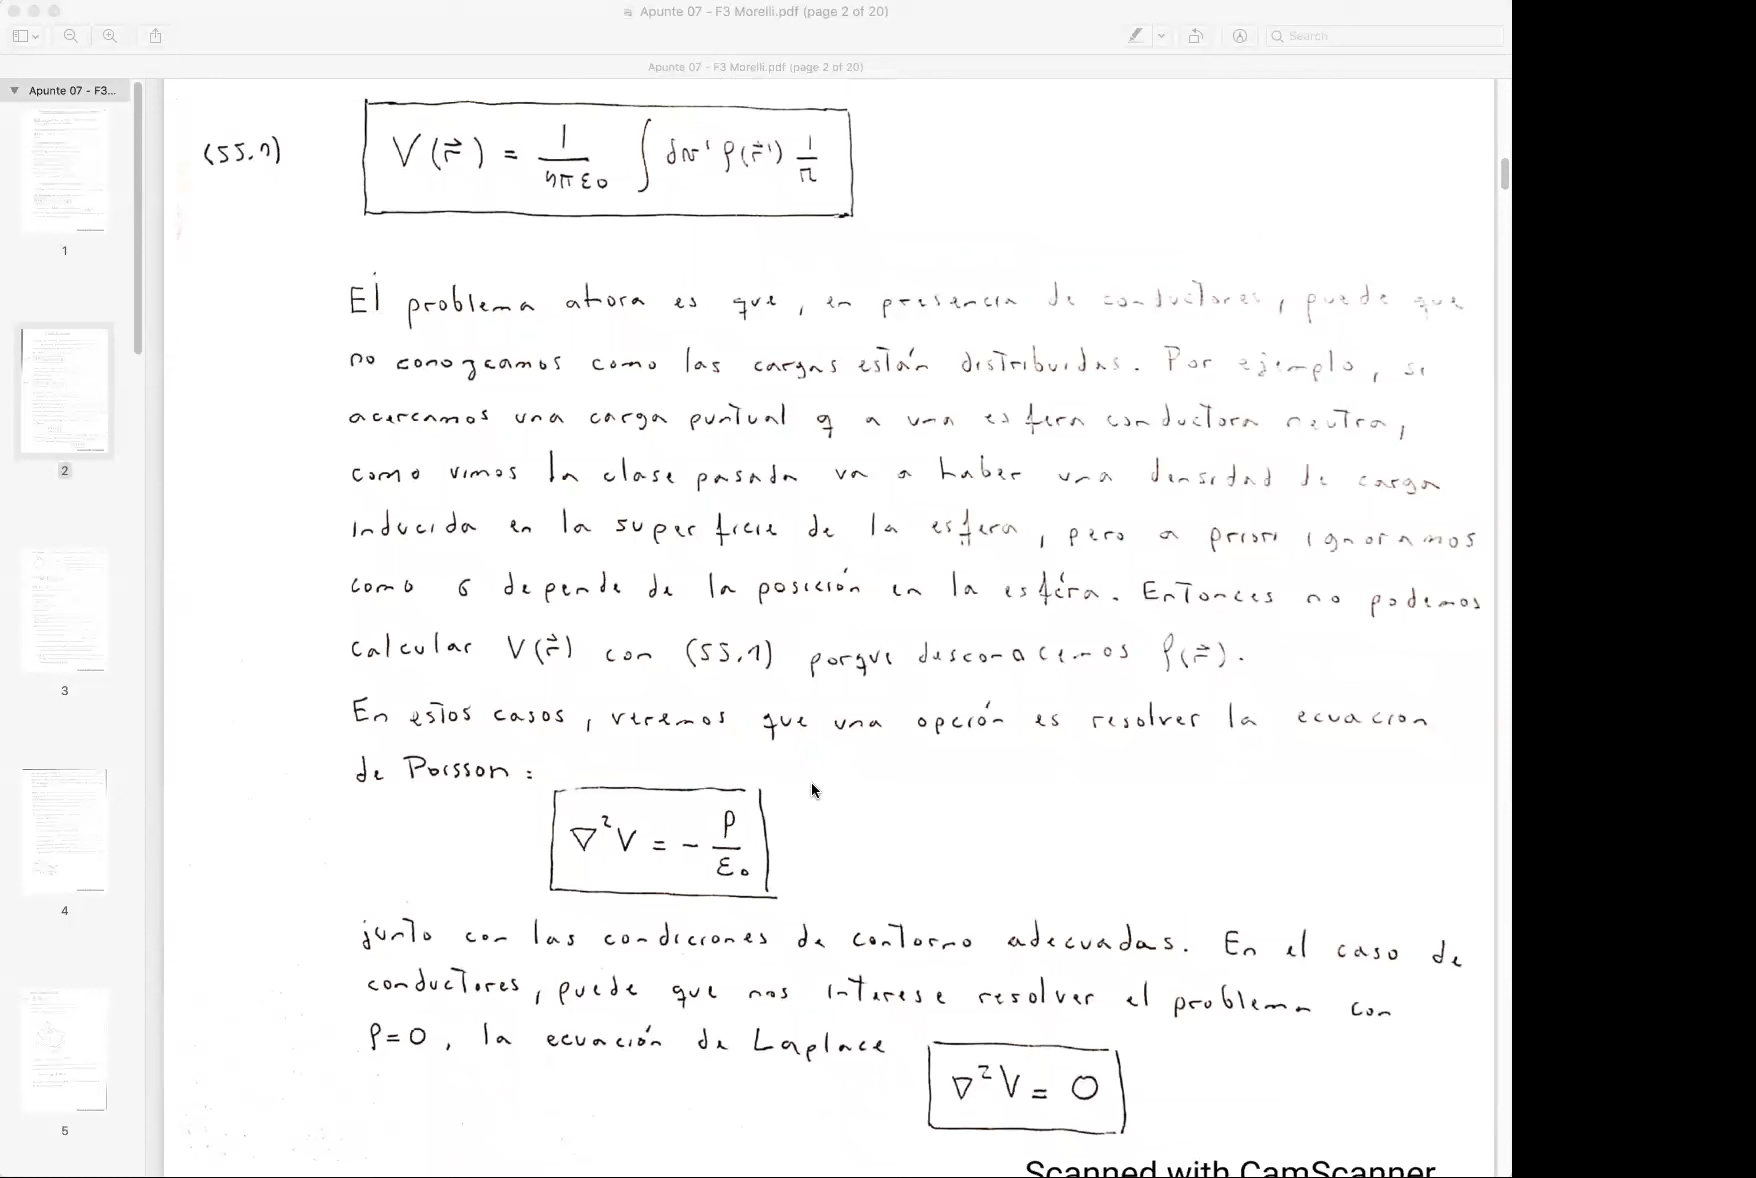 Apunte 07 - F3 Morelli.pdf (page 2 of 20)
Search
Apunte 07 - F3 Morelli.pdf (page 2 of 20)
Apunte 07 - F3...
1
2
3
4
5
(55.1) V(r⃗) = 1/4πε₀ ∫ dv' ρ(r⃗') 1/r
El problema ahora es que, en presencia de conductores, puede que
no conozcamos como las cargas están distribuidas. Por ejemplo, si
acercamos una carga puntual q a una esfera conductora neutra,
como vimos la clase pasada va a haber una densidad de carga
inducida en la superficie de la esfera, pero a priori ignoramos
como σ depende de la posición en la esfera. Entonces no podemos
calcular V(r⃗) con (55.1) porque desconocemos ρ(r⃗).
En estos casos, veremos que una opción es resolver la ecuacion
de Poisson:
∇²V = - ρ/ε₀
junto con las condiciones de contorno adecuadas. En el caso de
conductores, puede que nos interese resolver el problema con
ρ=0, la ecuación de Laplace
∇²V = 0
Scanned with CamScanner